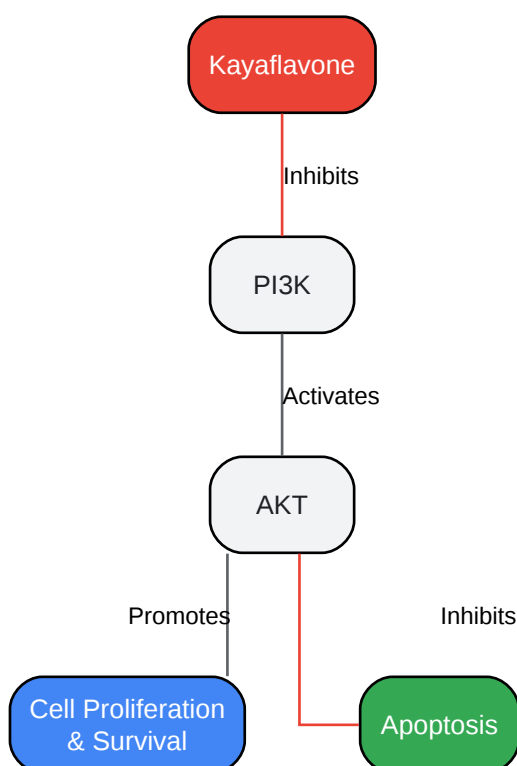 Kayaflavone
Inhibits
PI3K
Activates
AKT
Promotes
Inhibits
Cell Proliferation
& Survival
Apoptosis